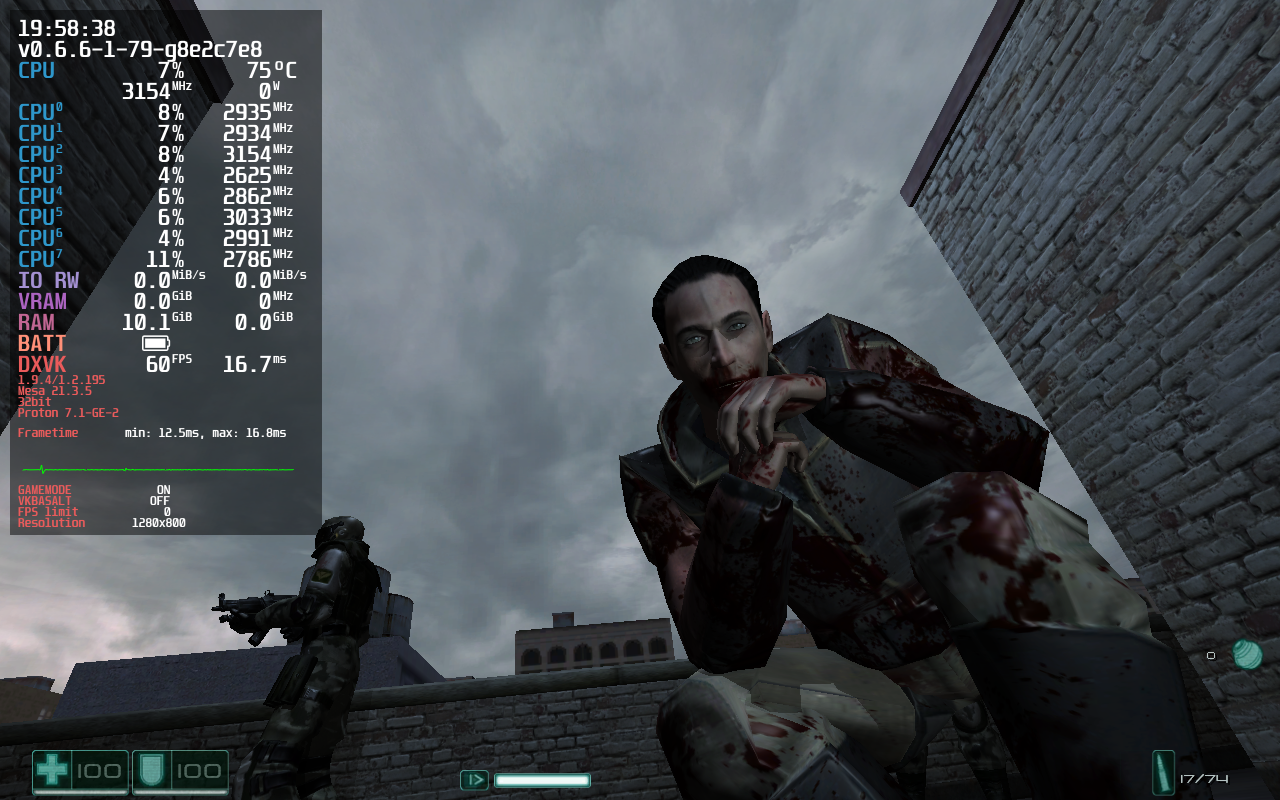 19:58:38
v0.6.6-1-79-g8e2c7e8
CPU 7% 75°C
3154MHz 0W
CPU0 8% 2935MHz
CPU1 7% 2934MHz
CPU2 8% 3154MHz
CPU3 4% 2625MHz
CPU4 6% 2862MHz
CPU5 6% 3033MHz
CPU6 4% 2991MHz
CPU7 11% 2786MHz
IO RW 0.0MiB/s 0.0MiB/s
VRAM 0.0GiB 0MHz
RAM 10.1GiB 0.0GiB
BATT
DXVK 60FPS 16.7ms
1.9.4/1.2.195
Mesa 21.3.5
32bit
Proton 7.1-GE-2
Frametime min: 12.5ms, max: 16.8ms
GAMEMODE ON
VKBASALT OFF
FPS limit 0
Resolution 1280x800
100 100
17/74